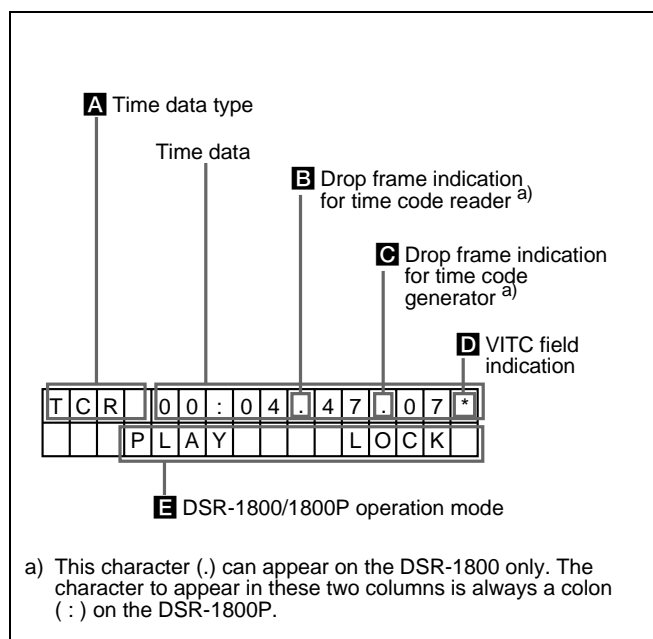 A Time data type
Time data
B Drop frame indication
for time code reader a)
C Drop frame indication
for time code
generator a)
D VITC field
indication
TCR 00:04.47.07*
PLAY LOCK
E DSR-1800/1800P operation mode
a) This character (.) can appear on the DSR-1800 only. The
character to appear in these two columns is always a colon
( : ) on the DSR-1800P.